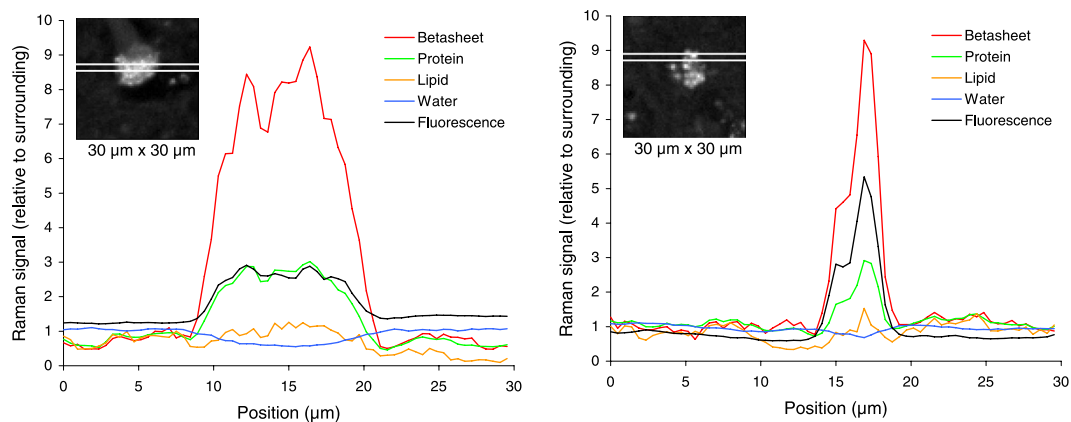 10
9
8
7
6
5
4
3
2
1
0
Raman signal (relative to surrounding)
30 µm x 30 µm
Betasheet
Protein
Lipid
Water
Fluorescence
0 5 10 15 20 25 30
Position (µm)
10
9
8
7
6
5
4
3
2
1
0
Raman signal (relative to surrounding)
30 µm x 30 µm
Betasheet
Protein
Lipid
Water
Fluorescence
0 5 10 15 20 25 30
Position (µm)